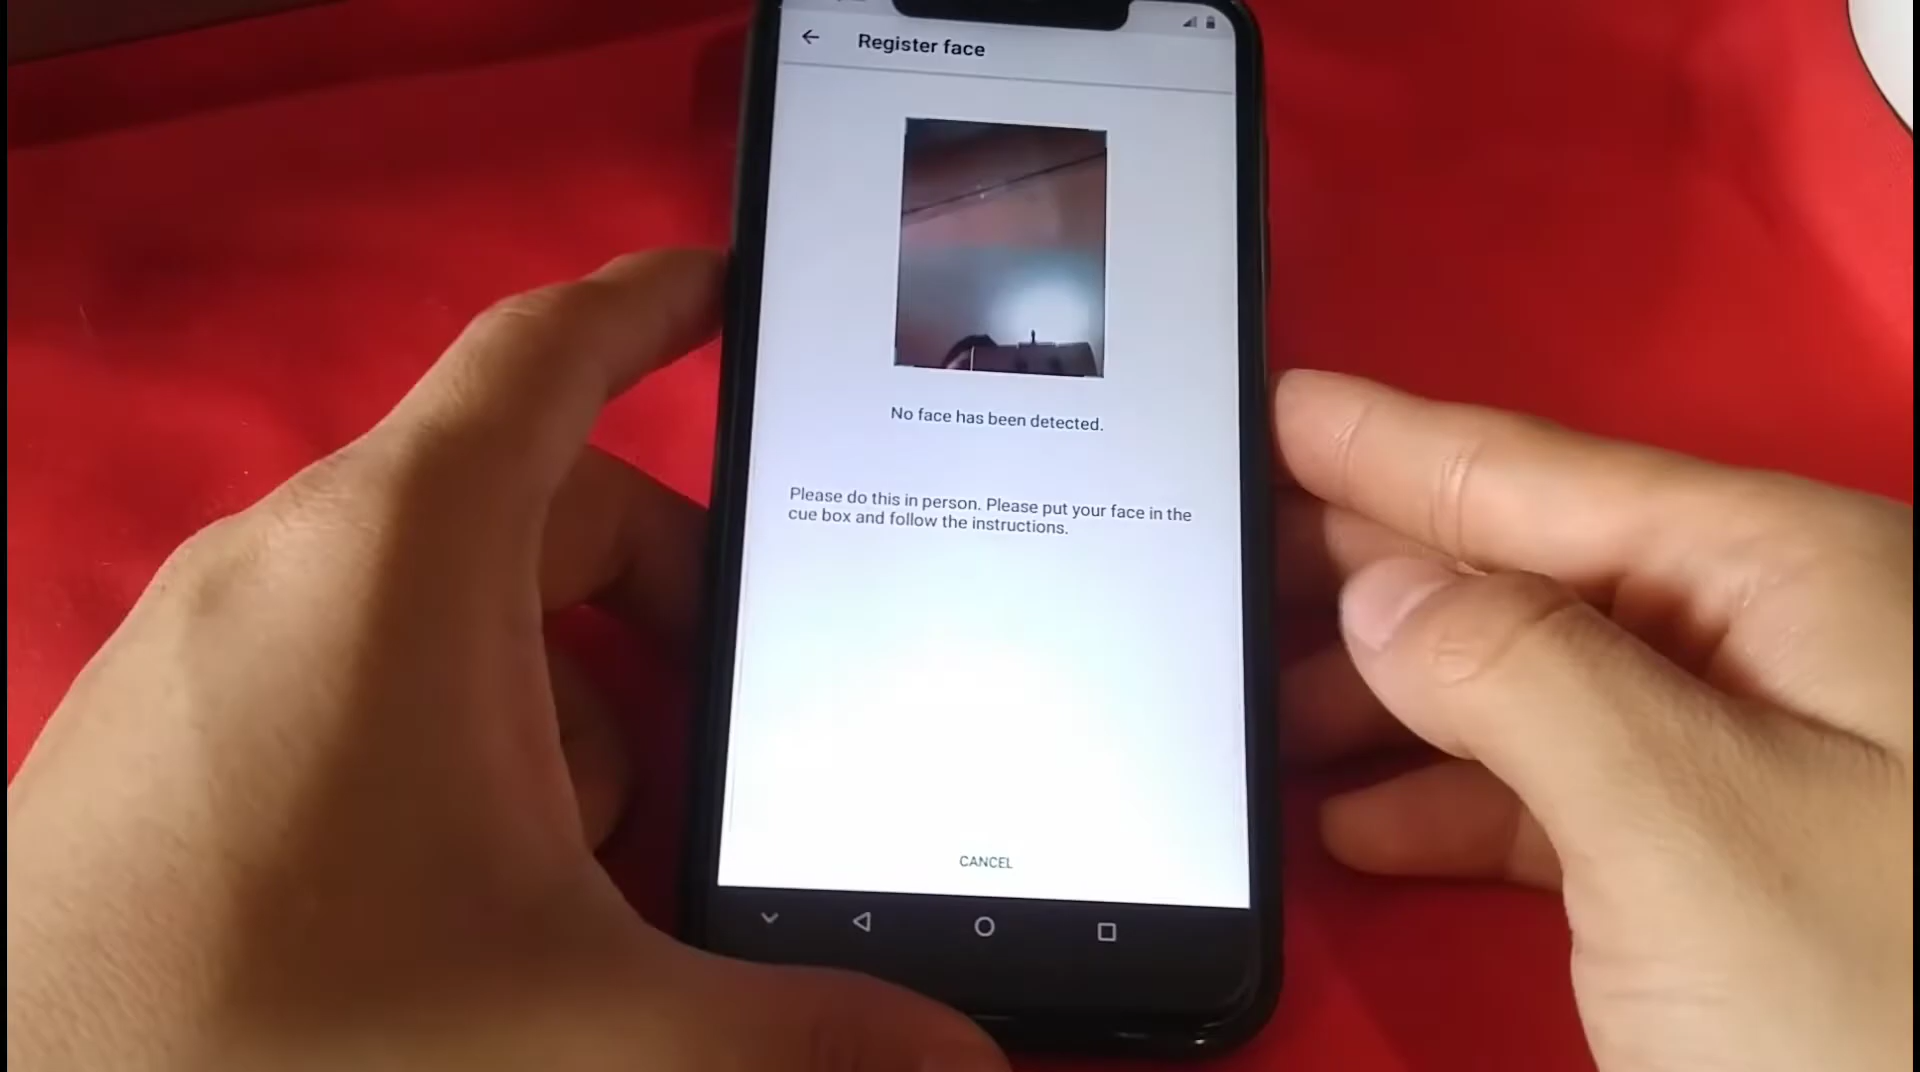 Register face
No face has been detected.
Please do this in person. Please put your face in the
cue box and follow the instructions.
CANCEL